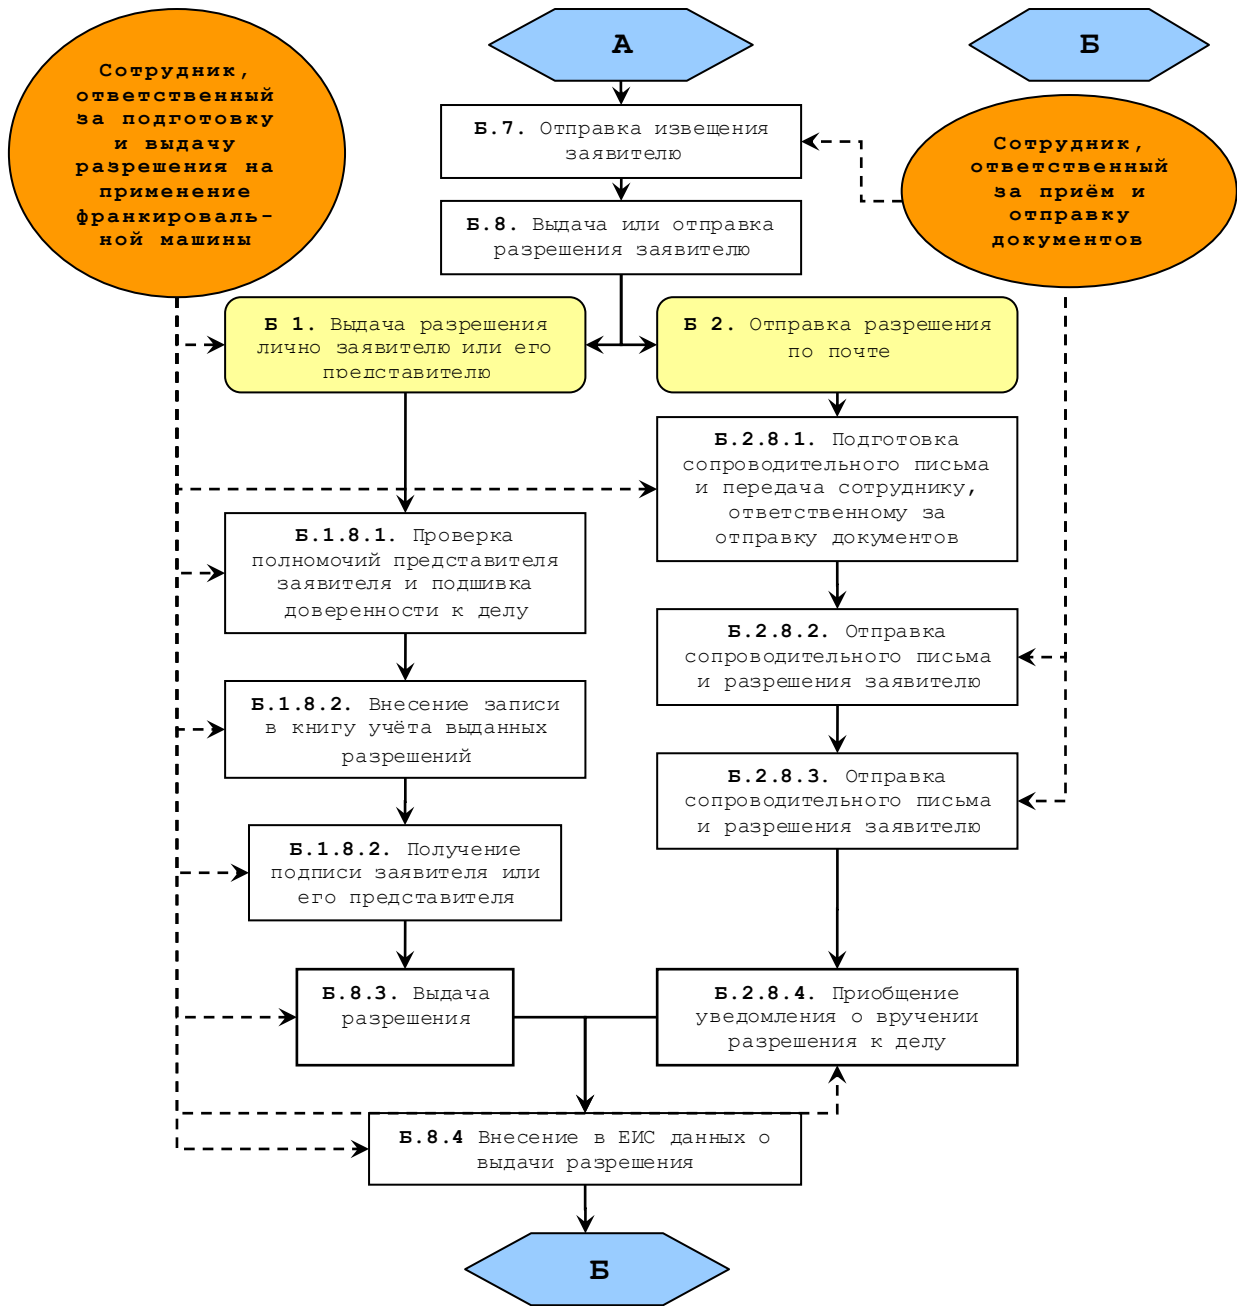 Сотрудник,
ответственный
за подготовку
и выдачу
разрешения на
применение
франкироваль-
ной машины
А
Б
Б.7. Отправка извещения
заявителю
Сотрудник,
ответственный
за приём и
отправку
документов
Б.8. Выдача или отправка
разрешения заявителю
Б 1. Выдача разрешения
лично заявителю или его
представителю
Б 2. Отправка разрешения
по почте
Б.2.8.1. Подготовка
сопроводительного письма
и передача сотруднику,
ответственному за
отправку документов
Б.1.8.1. Проверка
полномочий представителя
заявителя и подшивка
доверенности к делу
Б.2.8.2. Отправка
сопроводительного письма
и разрешения заявителю
Б.1.8.2. Внесение записи
в книгу учёта выданных
разрешений
Б.2.8.3. Отправка
сопроводительного письма
и разрешения заявителю
Б.1.8.2. Получение
подписи заявителя или
его представителя
Б.8.3. Выдача
разрешения
Б.2.8.4. Приобщение
уведомления о вручении
разрешения к делу
Б.8.4 Внесение в ЕИС данных о
выдачи разрешения
Б